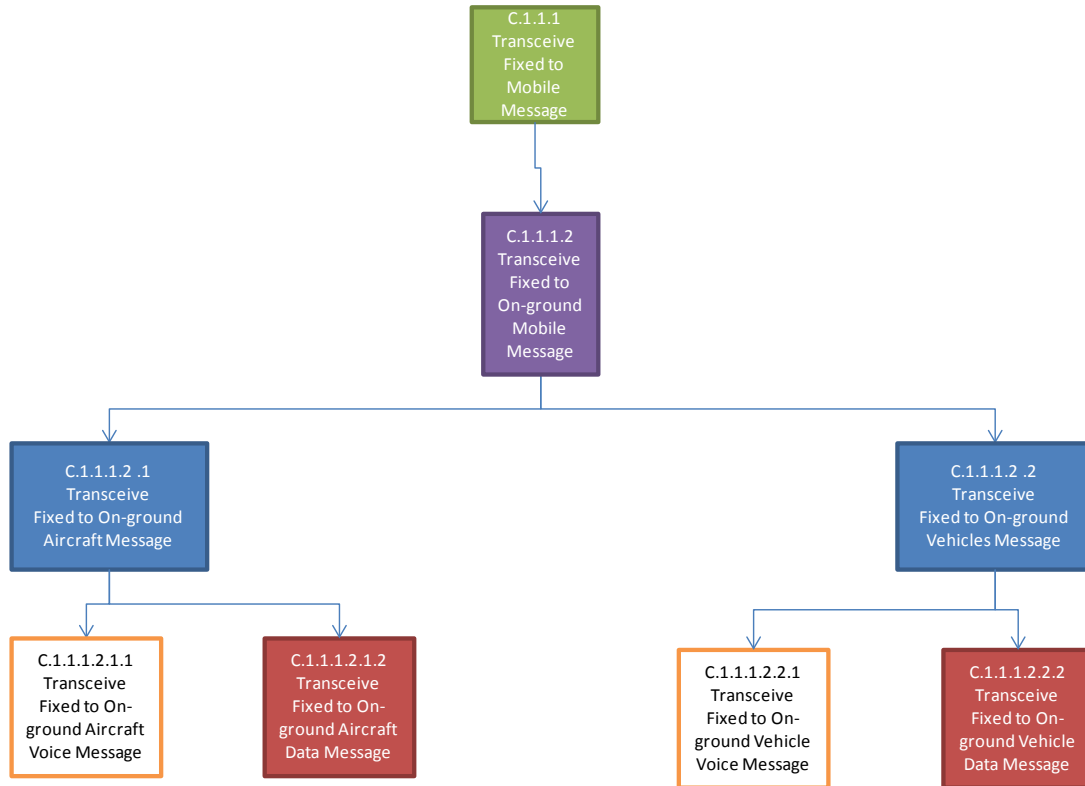 C.1.1.1
Transceive
Fixed to
Mobile
Message
C.1.1.1.2
Transceive
Fixed to
On-ground
Mobile
Message
C.1.1.1.2 .1
Transceive
Fixed to On-ground
Aircraft Message
C.1.1.1.2 .2
Transceive
Fixed to On-ground
Vehicles Message
C.1.1.1.2.1.1
Transceive
Fixed to On-
ground Aircraft
Voice Message
C.1.1.1.2.1.2
Transceive
Fixed to On-
ground Aircraft
Data Message
C.1.1.1.2.2.1
Transceive
Fixed to On-
ground Vehicle
Voice Message
C.1.1.1.2.2.2
Transceive
Fixed to On-
ground Vehicle
Data Message